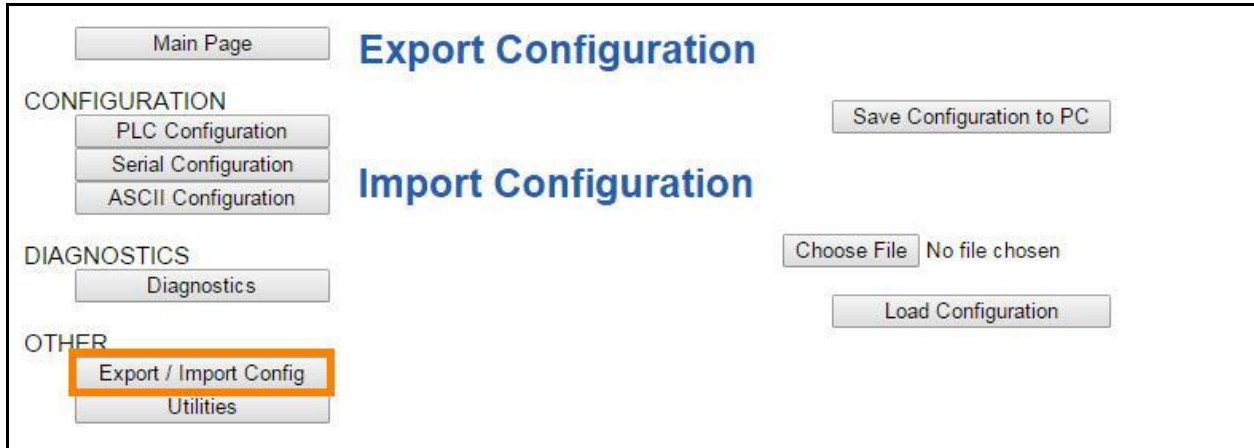 Main Page
Export Configuration
CONFIGURATION
Save Configuration to PC
PLC Configuration
Serial Configuration
Import Configuration
ASCII Configuration
DIAGNOSTICS
Choose File No file chosen
Diagnostics
Load Configuration
OTHER
Export / Import Config
Utilities